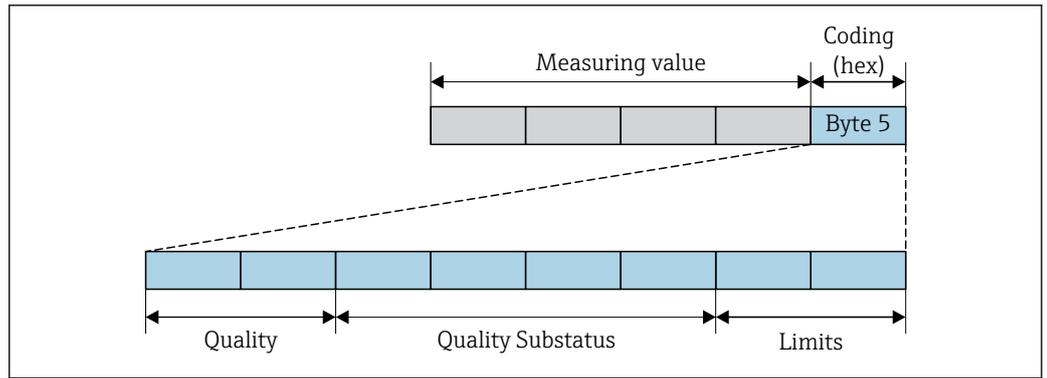 Coding
(hex)
Measuring value
Byte 5
Quality
Quality Substatus
Limits